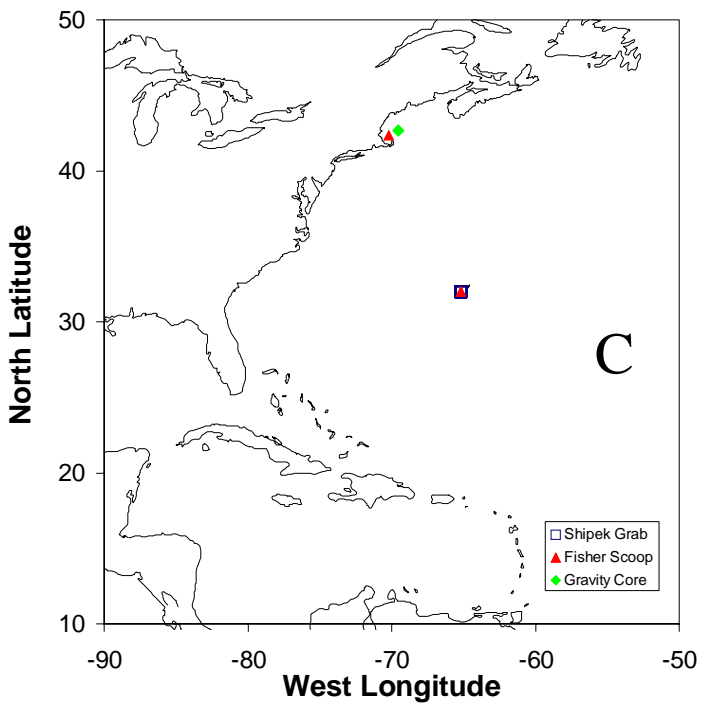 50
40
30
20
10
North Latitude
C
Shipek Grab
Fisher Scoop
Gravity Core
-90 -80 -70 -60 -50
West Longitude